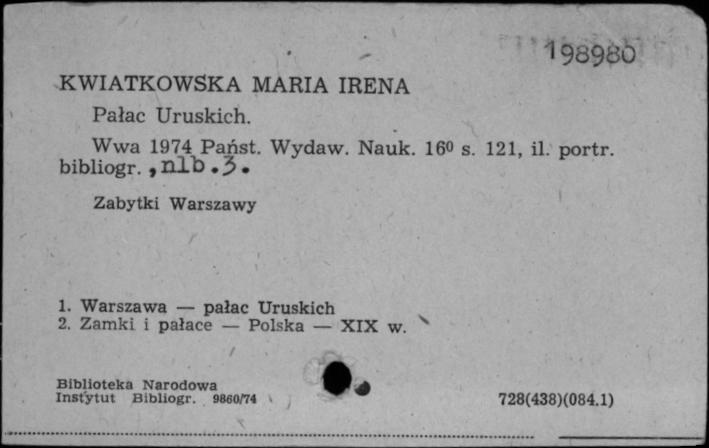 198980
KWIATKOWSKA MARIA IRENA
Pałac Uruskich.
Wwa 1974 Państ. Wydaw. Nauk. 16⁰ s. 121, il. portr.
bibliogr. , nlb. 3.
Zabytki Warszawy
1. Warszawa — pałac Uruskich
2. Zamki i pałace — Polska — XIX w.
Biblioteka Narodowa
Instytut Bibliogr. 9860/74
728(438)(084.1)